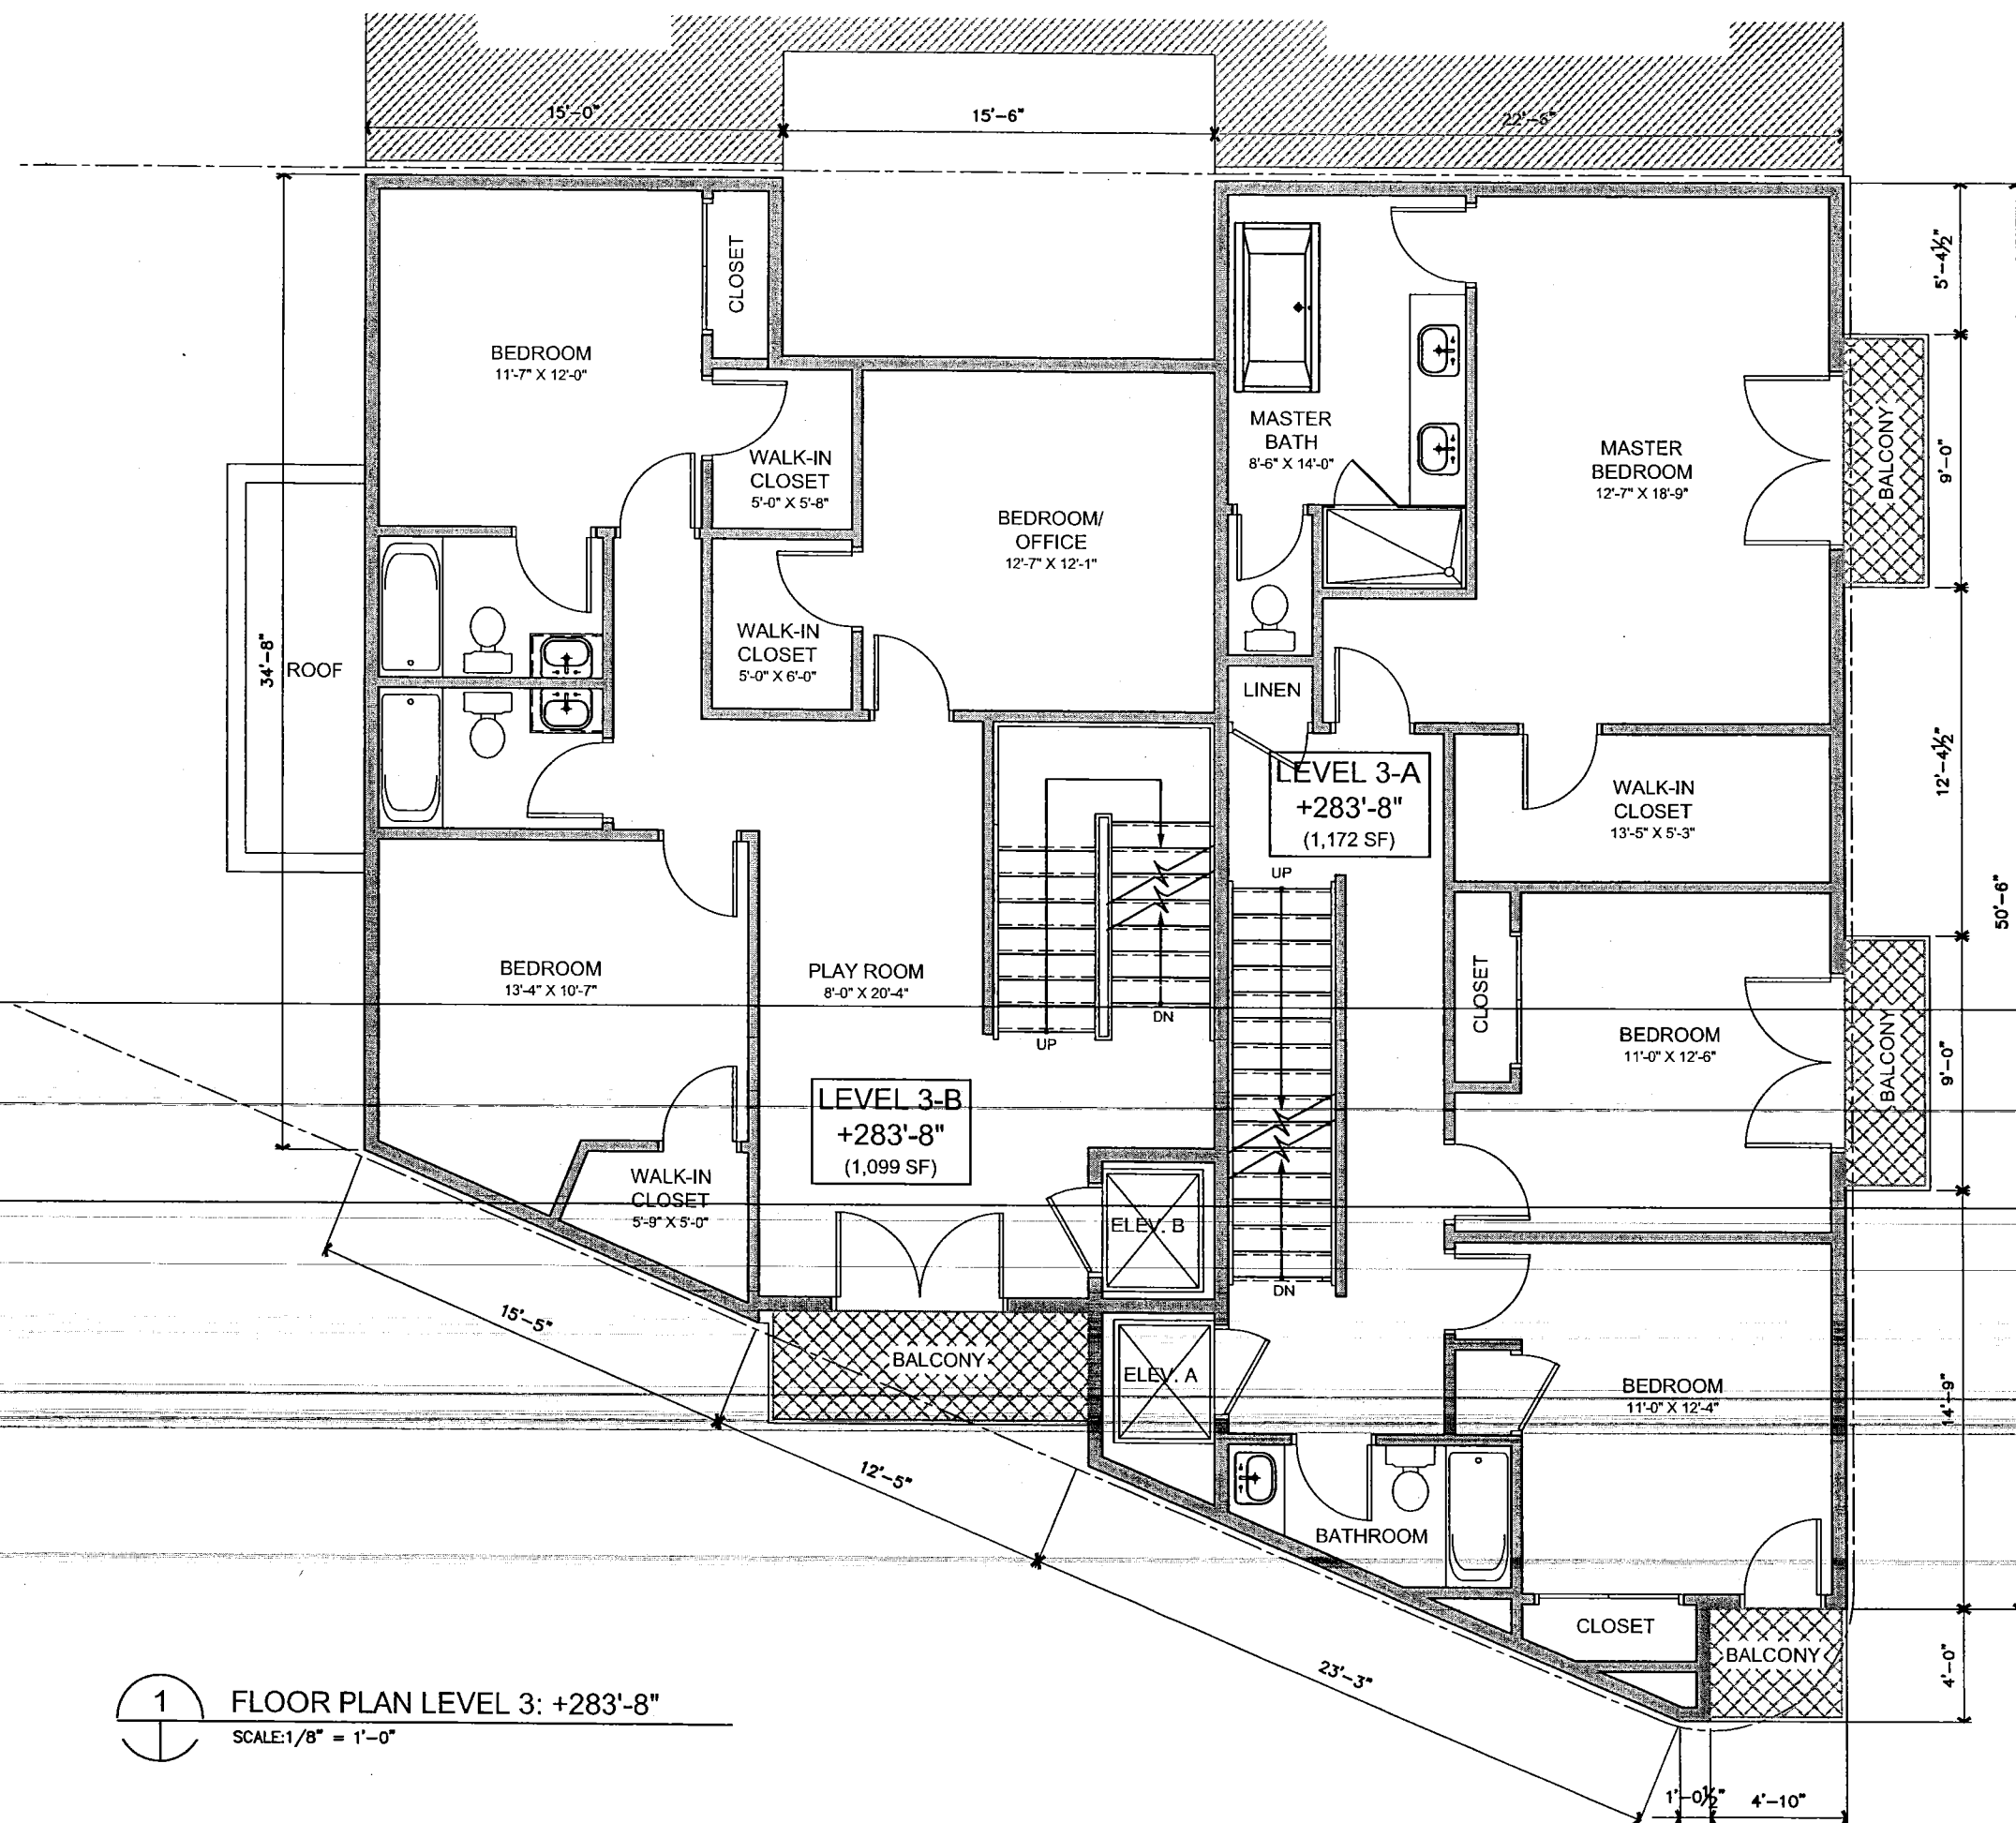 15'-0"
15'-6"
22'-6"
CLOSET
BEDROOM
11'-7" X 12'-0"
WALK-IN
CLOSET
5'-0" X 5'-8"
BEDROOM/
OFFICE
12'-7" X 12'-1"
WALK-IN
CLOSET
5'-0" X 6'-0"
MASTER
BATH
8'-6" X 14'-0"
MASTER
BEDROOM
12'-7" X 18'-9"
BALCONY
5'-4½"
9'-0"
34'-8"
ROOF
LINEN
LEVEL 3-A
+283'-8"
(1,172 SF)
WALK-IN
CLOSET
13'-5" X 5'-3"
12'-4½"
50'-6"
UP
BEDROOM
13'-4" X 10'-7"
PLAY ROOM
8'-0" X 20'-4"
UP
DN
CLOSET
BEDROOM
11'-0" X 12'-6"
BALCONY
9'-0"
LEVEL 3-B
+283'-8"
(1,099 SF)
WALK-IN
CLOSET
5'-9" X 5'-0"
ELEV. B
DN
15'-5"
BALCONY
ELEV. A
BEDROOM
11'-0" X 12'-4"
14'-9"
12'-5"
BATHROOM
CLOSET
BALCONY
4'-0"
23'-3"
1
FLOOR PLAN LEVEL 3: +283'-8"
SCALE:1/8" = 1'-0"
1'-0½"
4'-10"